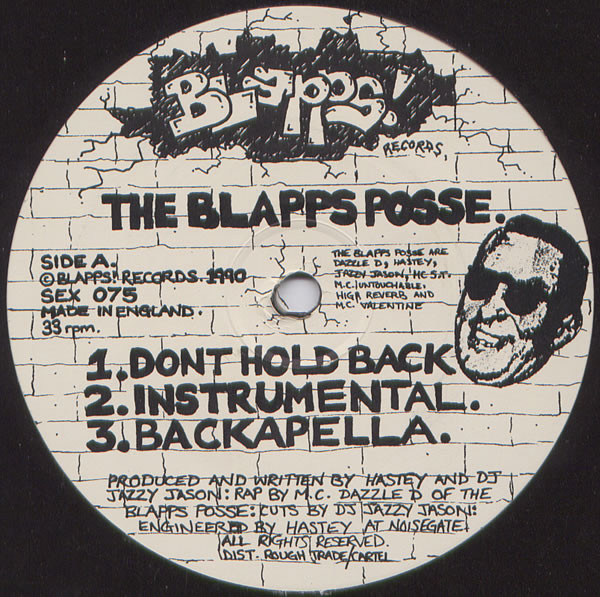 BLAPPS!
RECORDS,
THE BLAPPS POSSE.
SIDE A.
© BLAPPS! RECORDS. 1990
SEX 075
MADE IN ENGLAND.
33 rpm.
THE BLAPPS POSSE ARE
DAZZLE D, HASTEY,
JAZZY JASON, HC S.T.
M.C. UNTOUCHABLE,
HIGH REVERB AND
M.C. VALENTINE
1. DONT HOLD BACK
2. INSTRUMENTAL.
3. BACKAPELLA.
PRODUCED AND WRITTEN BY HASTEY AND DJ
JAZZY JASON: RAP BY M.C. DAZZLE D OF THE
BLAPPS POSSE: CUTS BY DJ JAZZY JASON:
ENGINEERED BY HASTEY AT NOISEGATE.
ALL RIGHTS RESERVED.
DIST. ROUGH TRADE/CARTEL